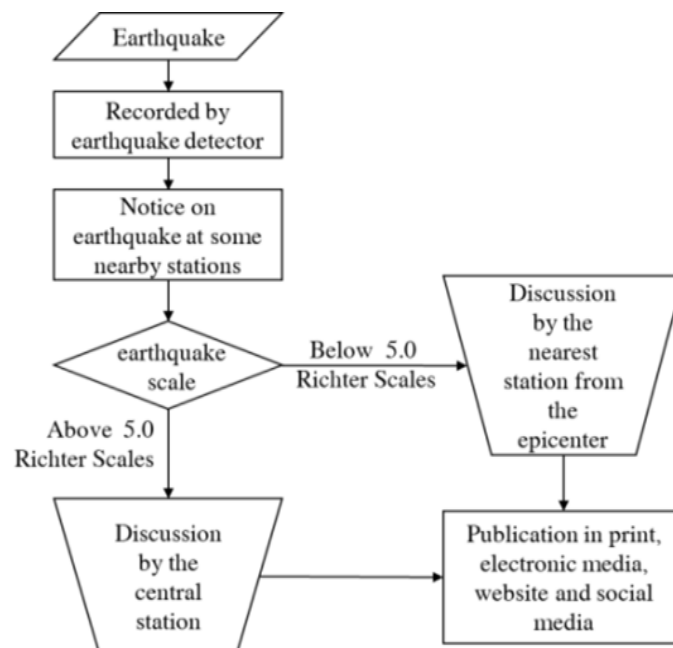 Earthquake
Recorded by
earthquake detector
Notice on
earthquake at some
nearby stations
earthquake
scale
Below 5.0
Richter Scales
Discussion
by the
nearest
station from
the
epicenter
Above 5.0
Richter Scales
Discussion
by the
central
station
Publication in print,
electronic media,
website and social
media